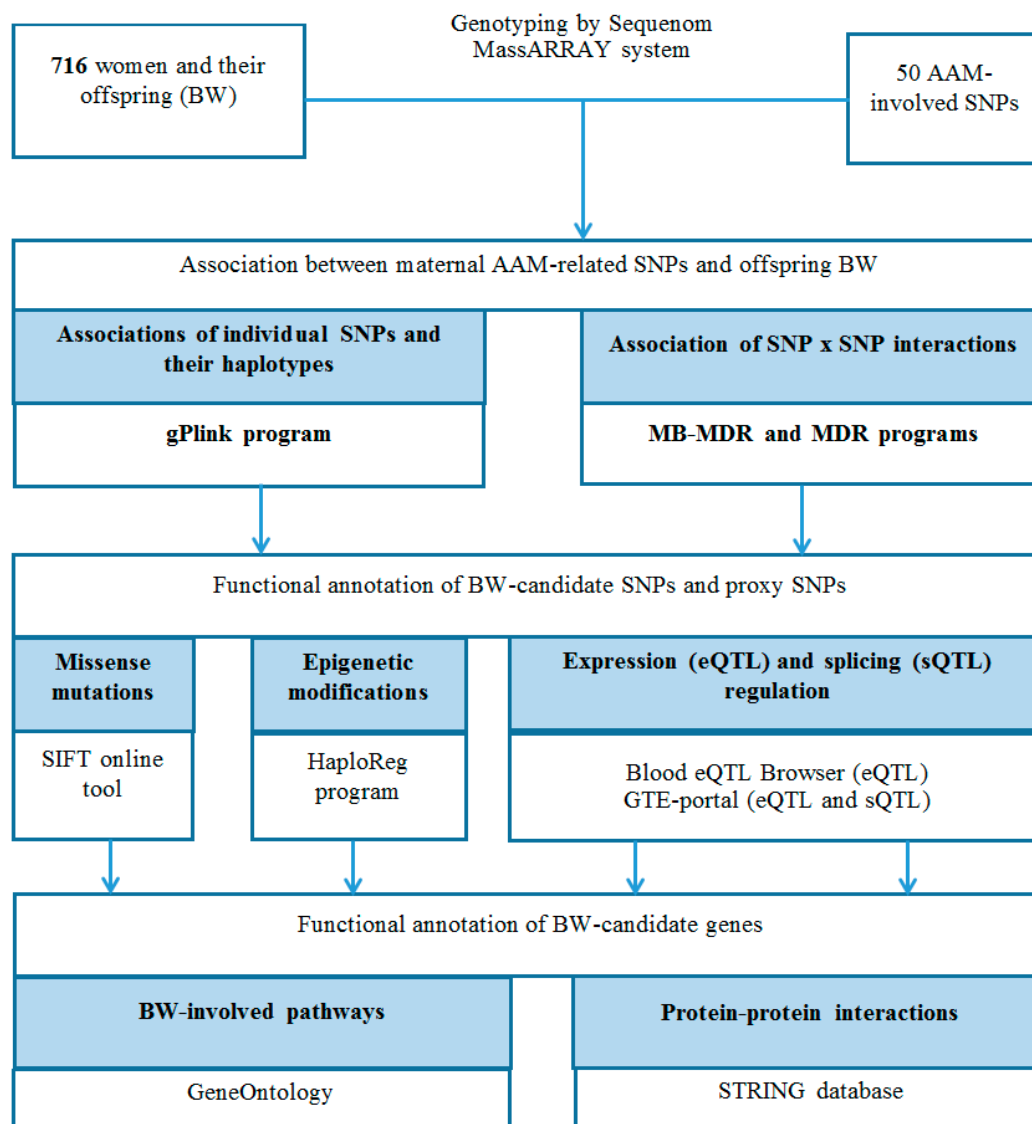 Genotyping by Sequenom
MassARRAY system
716 women and their
offspring (BW)
50 AAM-
involved SNPs
Association between maternal AAM-related SNPs and offspring BW
Associations of individual SNPs and
their haplotypes
Association of SNP x SNP interactions
gPlink program
MB-MDR and MDR programs
Functional annotation of BW-candidate SNPs and proxy SNPs
Missense
mutations
Epigenetic
modifications
Expression (eQTL) and splicing (sQTL)
regulation
SIFT online
tool
HaploReg
program
Blood eQTL Browser (eQTL)
GTE-portal (eQTL and sQTL)
Functional annotation of BW-candidate genes
BW-involved pathways
Protein-protein interactions
GeneOntology
STRING database